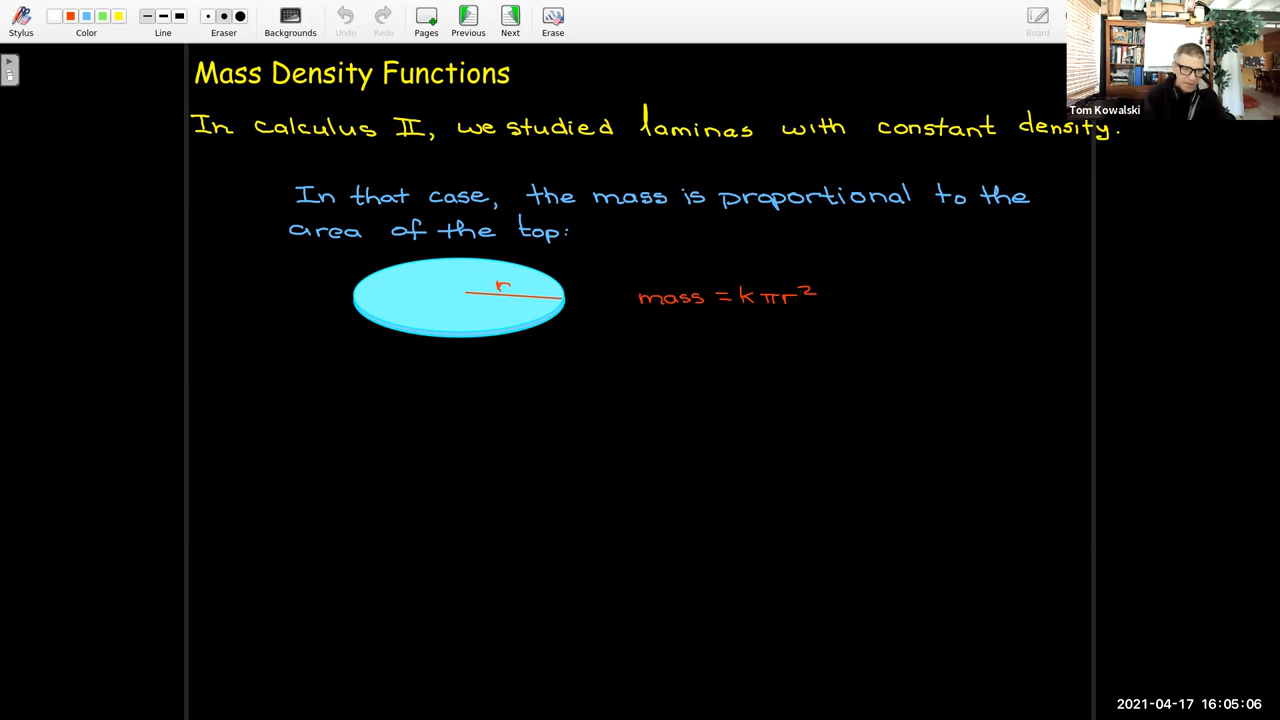 Stylus
Color
Line
Eraser
Backgrounds
Undo
Redo
Pages
Previous
Next
Erase
Board
Tom Kowalski
Mass Density Functions
In calculus II, we studied laminas with constant density.
In that case, the mass is proportional to the
area of the top:
r
mass = kπr²
2021-04-17 16:05:06